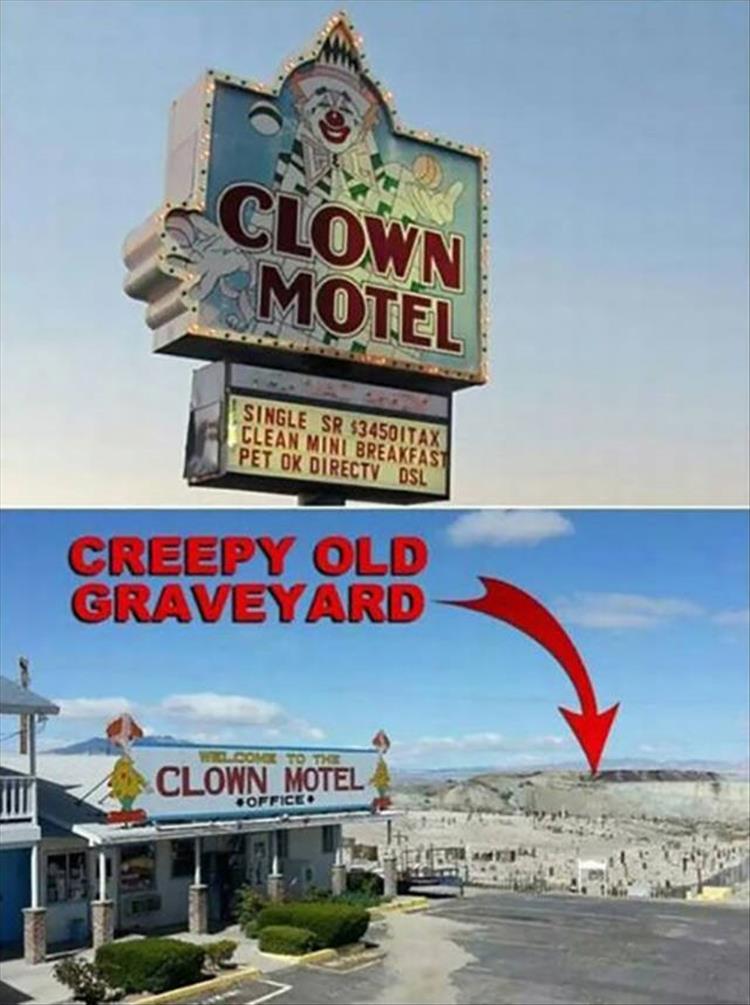 CLOWN
MOTEL
SINGLE SR $34501TAX
CLEAN MINI BREAKFAST
PET OK DIRECTV DSL
CREEPY OLD
GRAVEYARD
WELCOME TO THE
CLOWN MOTEL
OFFICE